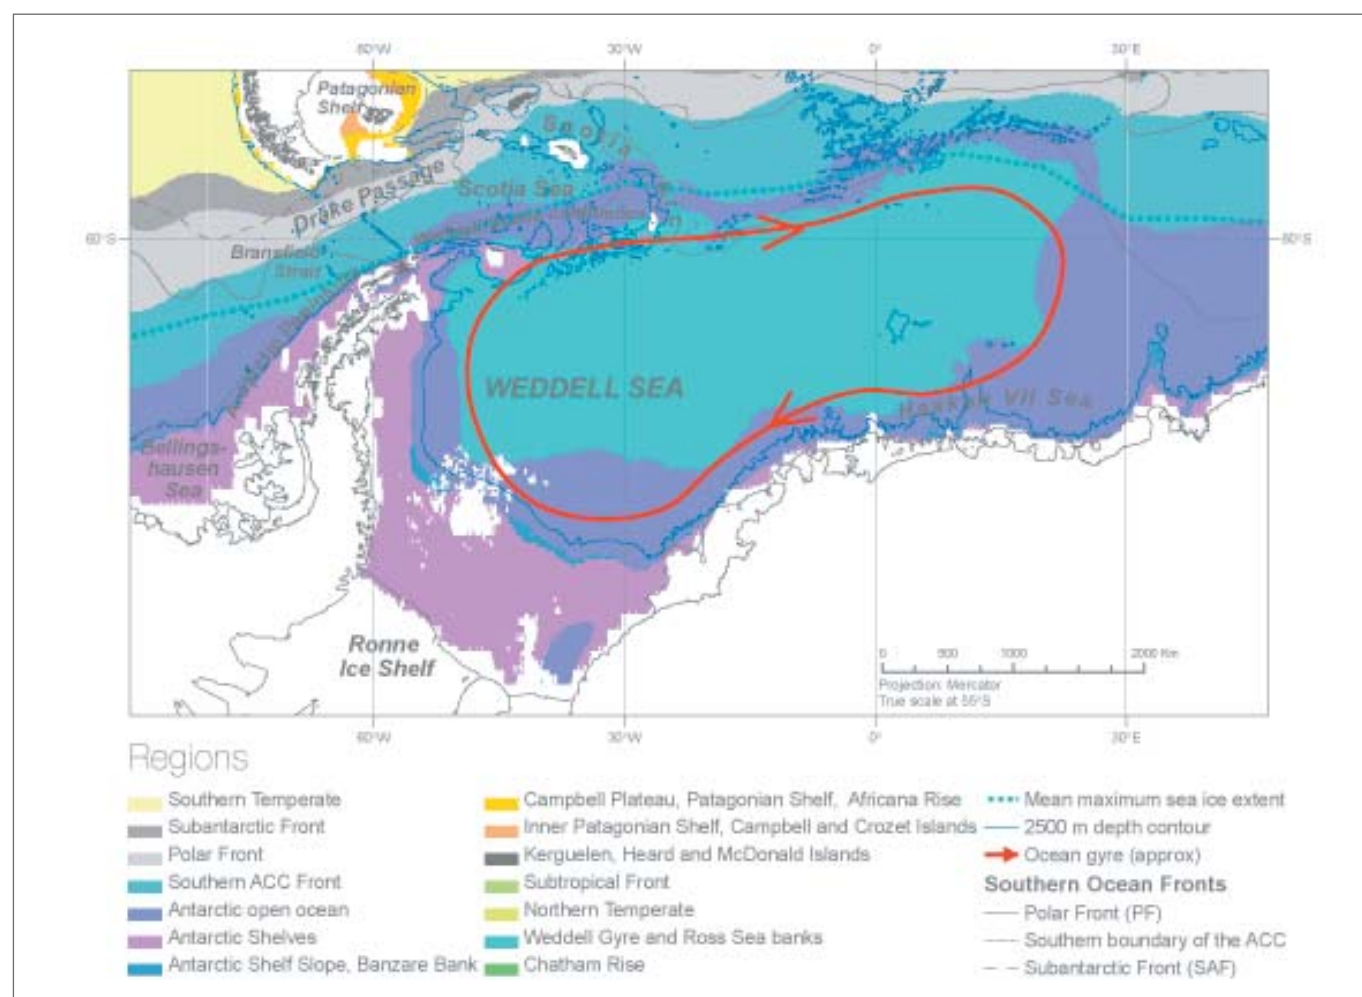 60°W 30°W 0° 30°E
Patagonian
Shelf
Scotia
Drake Passage
Scotia Sea
60°S
60°S
Bransfield
Strait
Antarctic Peninsula
WEDDELL SEA
Haakon VII Sea
Bellings-
hausen
Sea
Ronne
Ice Shelf
0 500 1000 2000 Km
Projection: Mercator
True scale at 55°S
60°W 30°W 0° 30°E
Regions
Southern Temperate
Subantarctic Front
Polar Front
Southern ACC Front
Antarctic open ocean
Antarctic Shelves
Antarctic Shelf Slope, Banzare Bank
Campbell Plateau, Patagonian Shelf, Africana Rise
Inner Patagonian Shelf, Campbell and Crozet Islands
Kerguelen, Heard and McDonald Islands
Subtropical Front
Northern Temperate
Weddell Gyre and Ross Sea banks
Chatham Rise
Mean maximum sea ice extent
2500 m depth contour
Ocean gyre (approx)
Southern Ocean Fronts
Polar Front (PF)
Southern boundary of the ACC
Subantarctic Front (SAF)